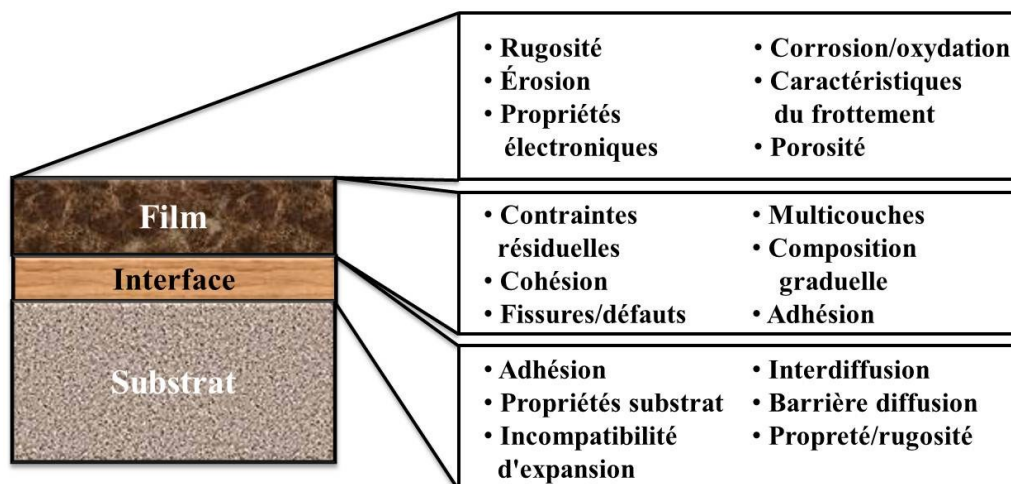 • Rugosité
• Érosion
• Propriétés
électroniques
• Corrosion/oxydation
• Caractéristiques
du frottement
• Porosité
Film
Interface
Substrat
• Contraintes
résiduelles
• Cohésion
• Fissures/défauts
• Multicouches
• Composition
graduelle
• Adhésion
• Adhésion
• Propriétés substrat
• Incompatibilité
d'expansion
• Interdiffusion
• Barrière diffusion
• Propreté/rugosité